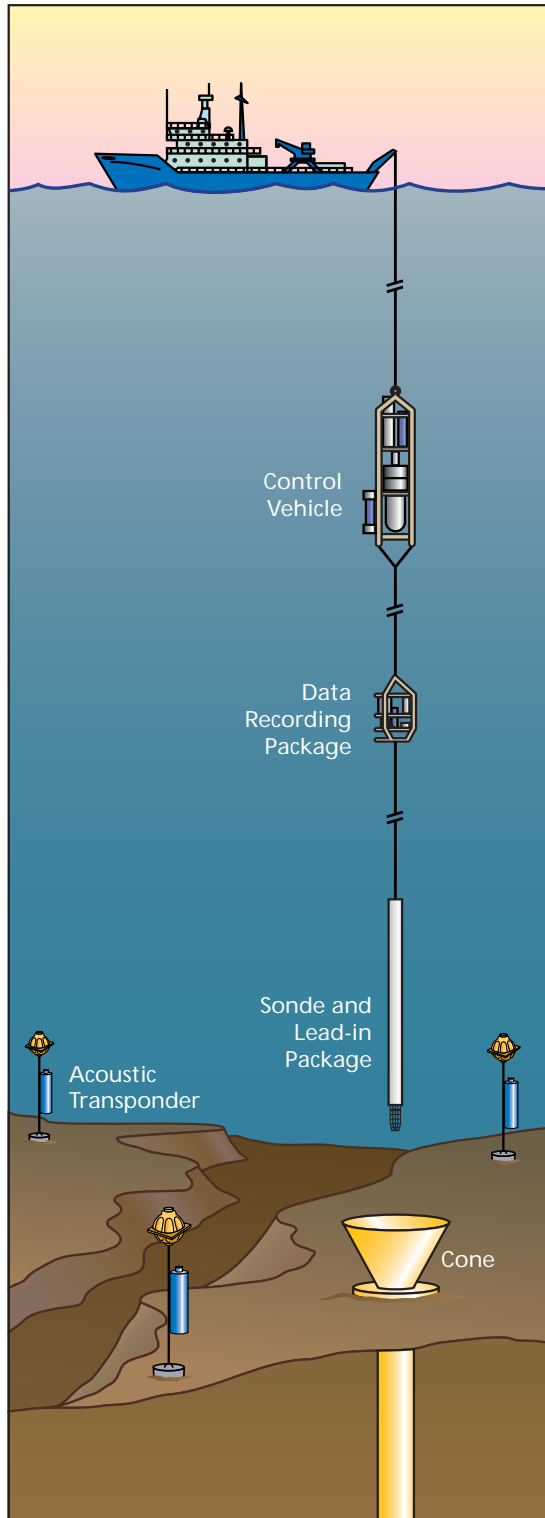 Control
Vehicle
Data
Recording
Package
Sonde and
Lead-in
Package
Acoustic
Transponder
Cone